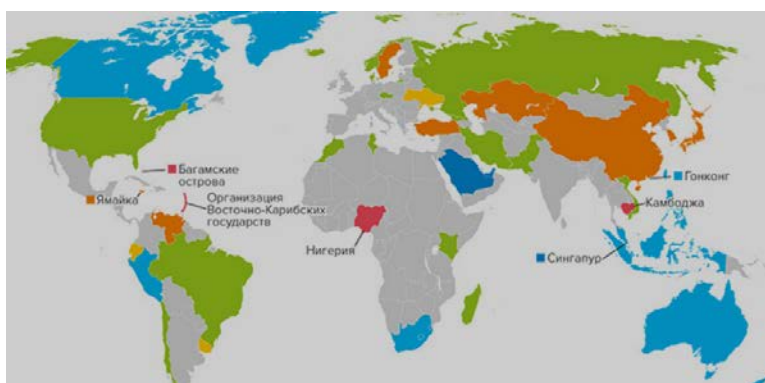 Багамские
острова
Ямайка
Организация
Восточно-Карибских
государств
Нигерия
Гонконг
Камбоджа
Сингапур